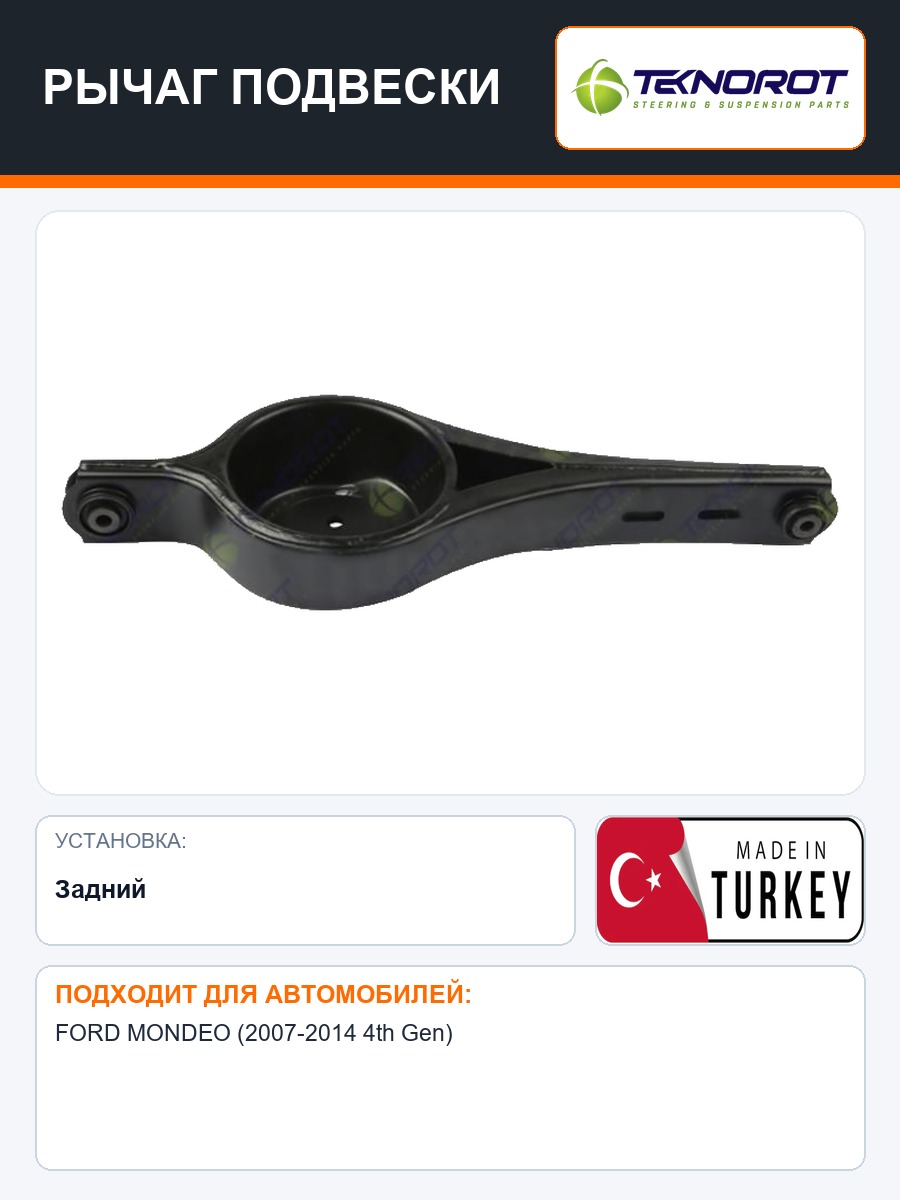 РЫЧАГ ПОДВЕСКИ
TEKNOROT
STEERING & SUSPENSION PARTS
УСТАНОВКА:
Задний
MADE IN
TURKEY
ПОДХОДИТ ДЛЯ АВТОМОБИЛЕЙ:
FORD MONDEO (2007-2014 4th Gen)